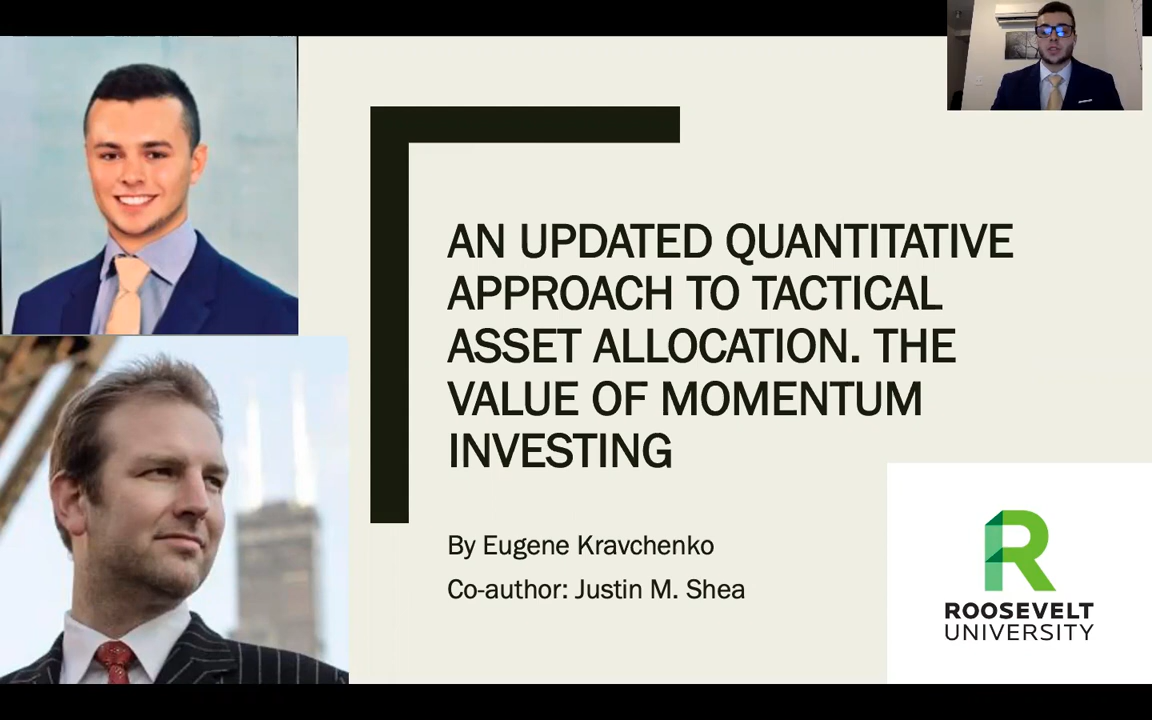 AN UPDATED QUANTITATIVE
APPROACH TO TACTICAL
ASSET ALLOCATION. THE
VALUE OF MOMENTUM
INVESTING
By Eugene Kravchenko
Co-author: Justin M. Shea
ROOSEVELT
UNIVERSITY